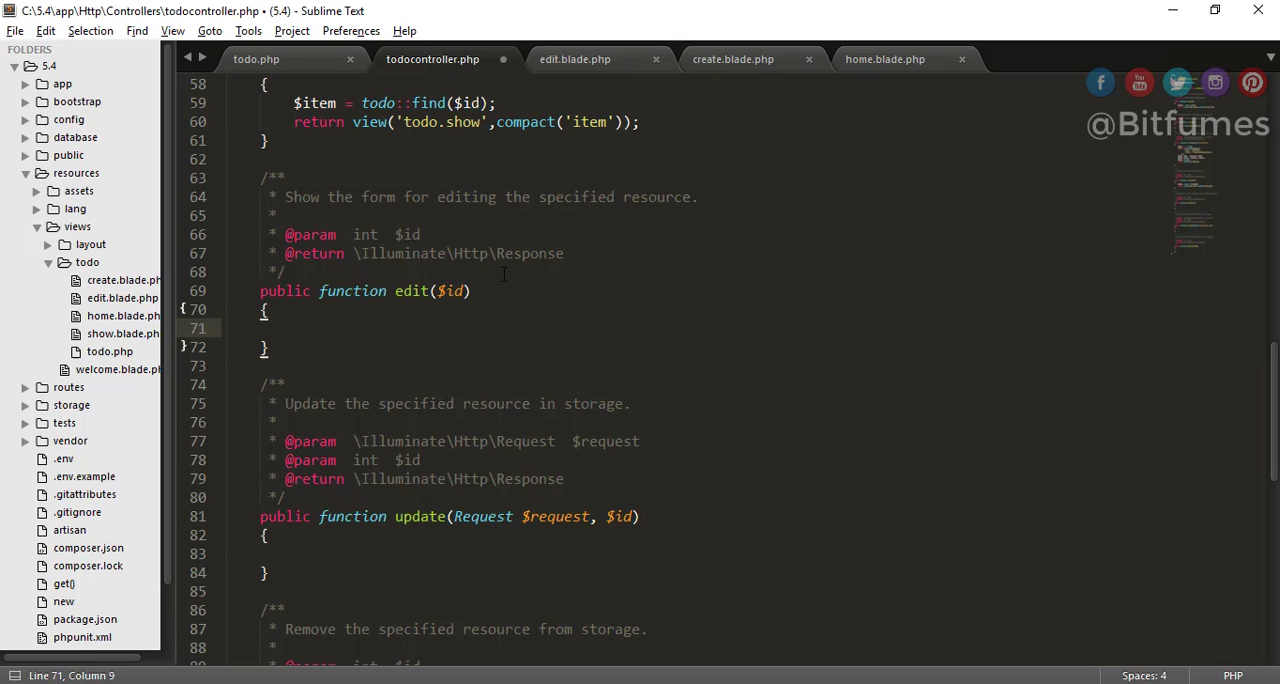 C:\5.4\app\Http\Controllers\todocontroller.php • (5.4) - Sublime Text
File Edit Selection Find View Goto Tools Project Preferences Help
FOLDERS
5.4
app
bootstrap
config
database
public
resources
assets
lang
views
layout
todo
create.blade.ph
edit.blade.php
home.blade.ph
show.blade.ph
todo.php
welcome.blade.ph
routes
storage
tests
vendor
.env
.env.example
.gitattributes
.gitignore
artisan
composer.json
composer.lock
get()
new
package.json
phpunit.xml
todo.php todocontroller.php edit.blade.php create.blade.php home.blade.php
@Bitfumes
58 {
59 $item = todo::find($id);
60 return view('todo.show',compact('item'));
61 }
62
63 /**
64 * Show the form for editing the specified resource.
65 *
66 * @param int $id
67 * @return \Illuminate\Http\Response
68 */
69 public function edit($id)
70 {
71
72 }
73
74 /**
75 * Update the specified resource in storage.
76 *
77 * @param \Illuminate\Http\Request $request
78 * @param int $id
79 * @return \Illuminate\Http\Response
80 */
81 public function update(Request $request, $id)
82 {
83
84 }
85
86 /**
87 * Remove the specified resource from storage.
88 *
89 * @param int $id
Line 71, Column 9 Spaces: 4 PHP